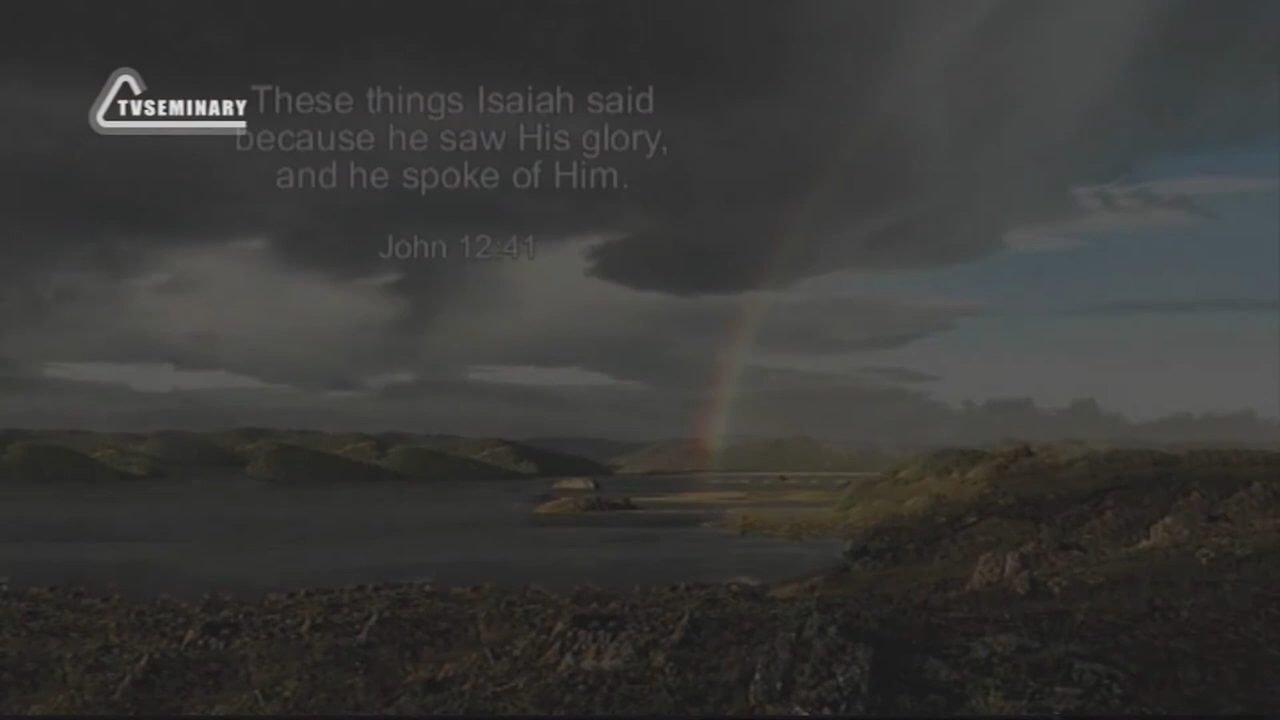 TVSEMINARY
These things Isaiah said
because he saw His glory,
and he spoke of Him.
John 12:41